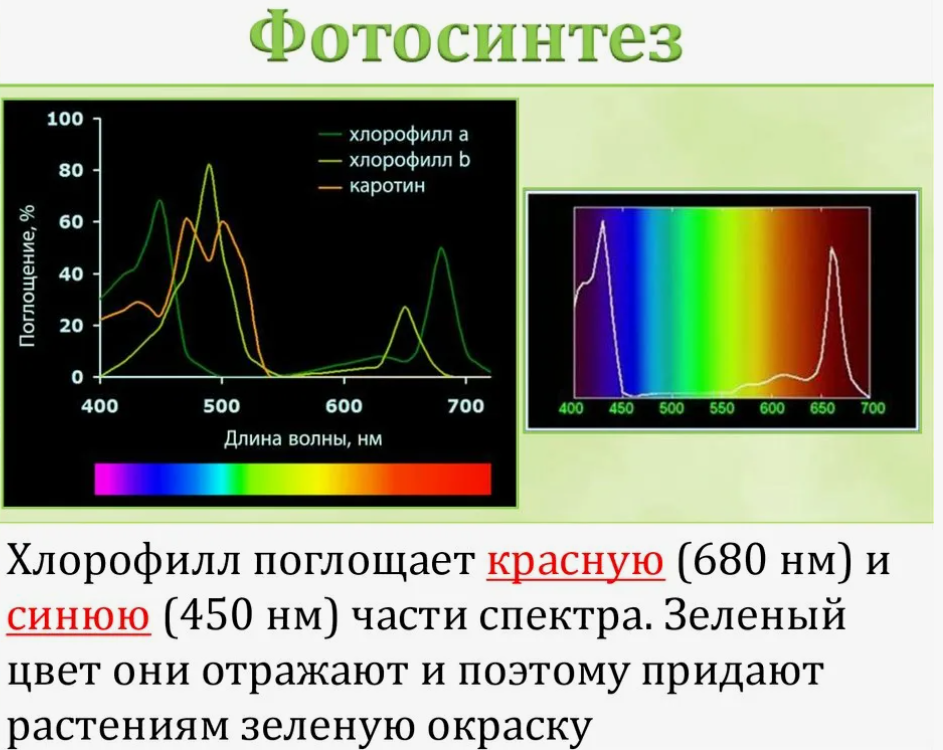 Фотосинтез
100
80
60
40
20
0
Поглощение, %
хлорофилл a
хлорофилл b
каротин
400 500 600 700
Длина волны, нм
400 450 500 550 600 650 700
Хлорофилл поглощает красную (680 нм) и
синюю (450 нм) части спектра. Зеленый
цвет они отражают и поэтому придают
растениям зеленую окраску